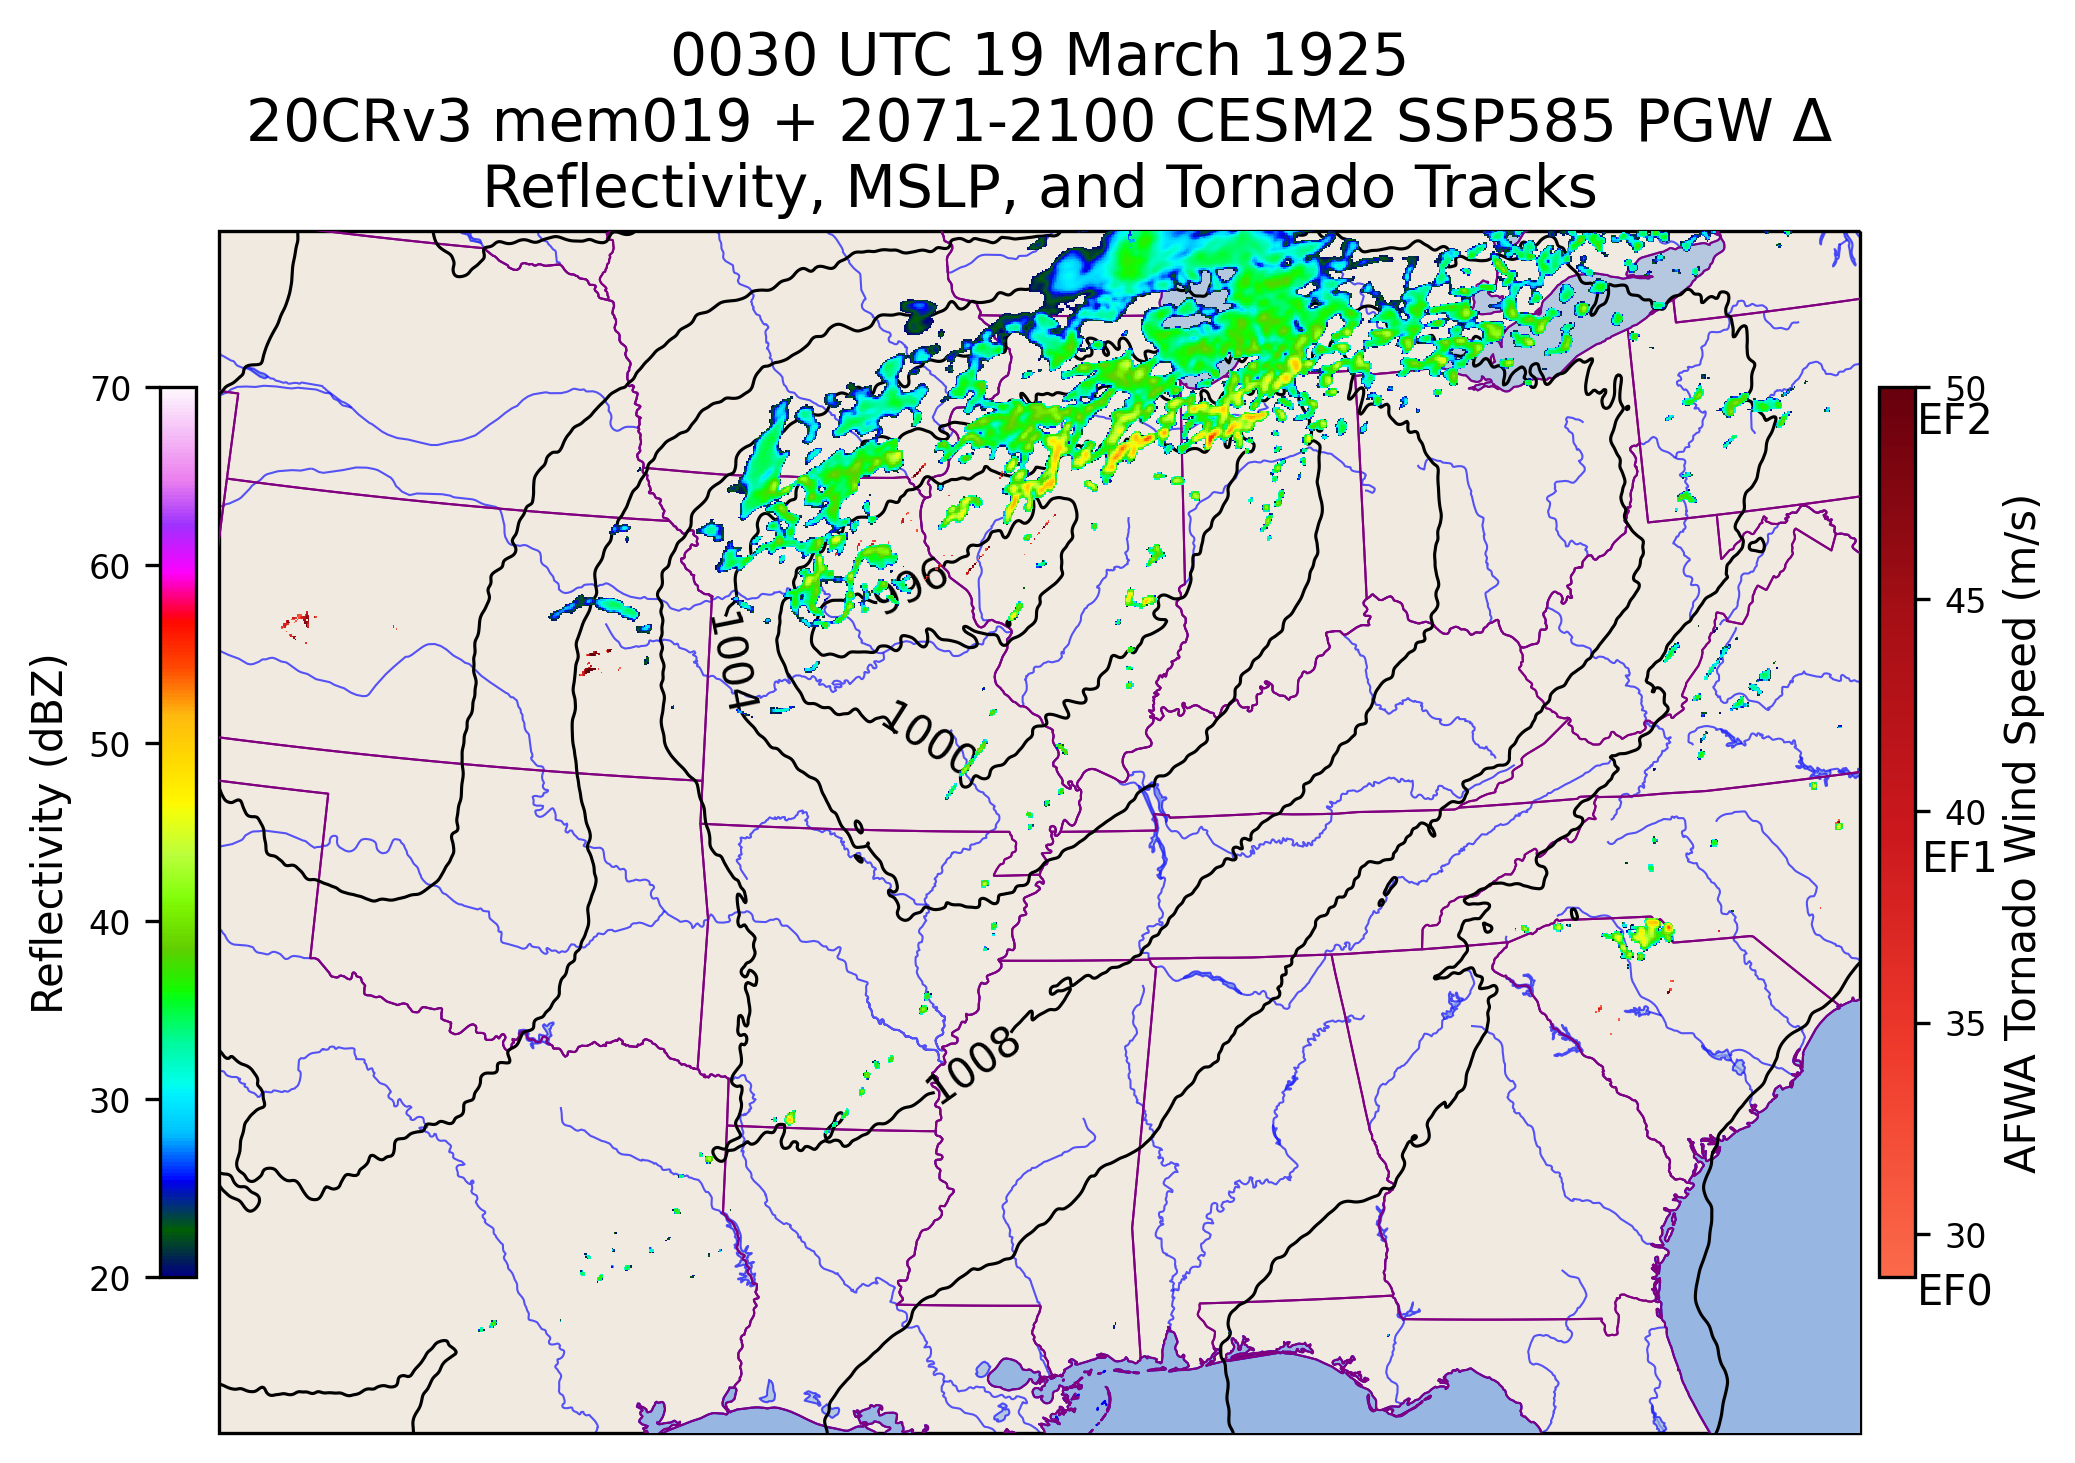 0030 UTC 19 March 1925
20CRv3 mem019 + 2071-2100 CESM2 SSP585 PGW Δ
Reflectivity, MSLP, and Tornado Tracks
70
60
50
40
30
20
Reflectivity (dBZ)
996
1004
1000
1008
50
EF2
45
40
EF1
35
30
EF0
AFWA Tornado Wind Speed (m/s)